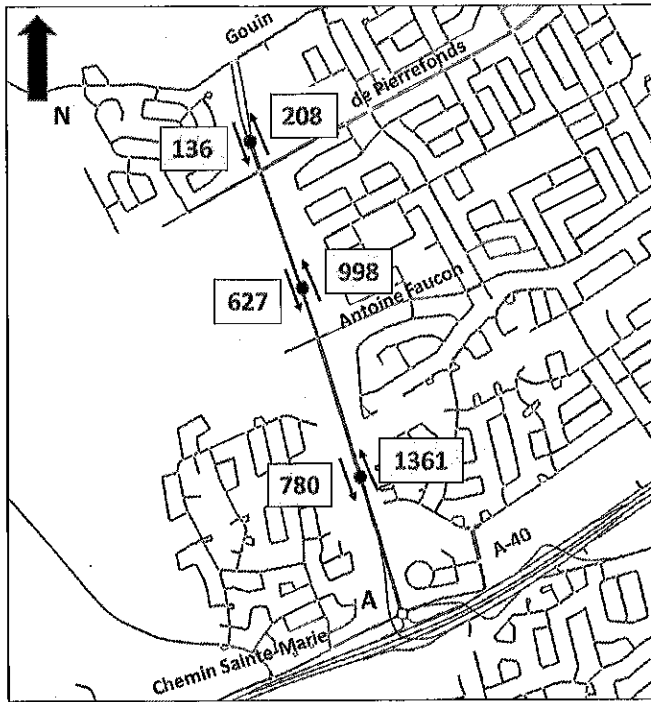 Gouin
de Pierrefonds
N
208
136
998
627
Antoine Faucon
1361
780
A-40
A
Chemin Sainte-Marie